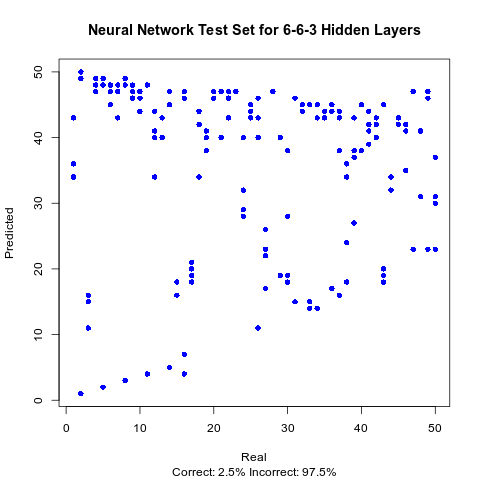 Neural Network Test Set for 6-6-3 Hidden Layers
50
40
30
20
10
0
Predicted
0 10 20 30 40 50
Real
Correct: 2.5% Incorrect: 97.5%